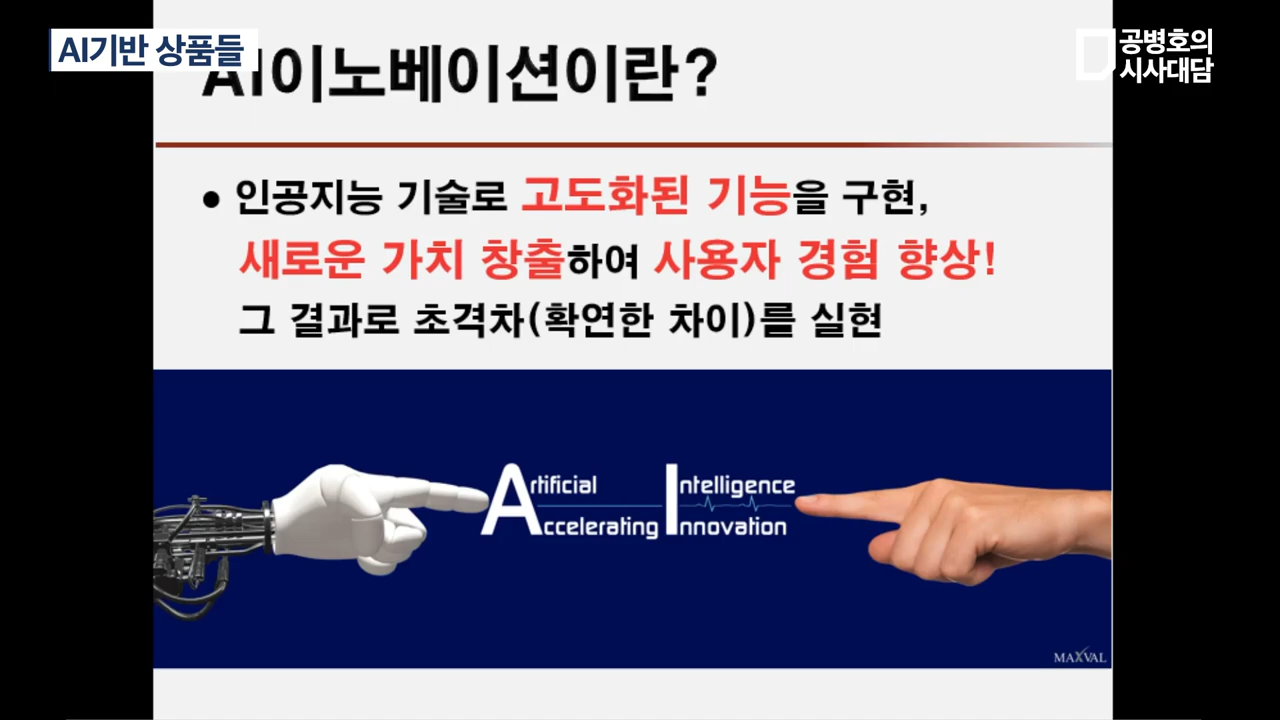 AI기반 상품들
공병호의
시사대담
AI이노베이션이란?
● 인공지능 기술로 고도화된 기능을 구현,
새로운 가치 창출하여 사용자 경험 향상!
그 결과로 초격차(확연한 차이)를 실현
Artificial Intelligence
Accelerating Innovation
MAXVAL